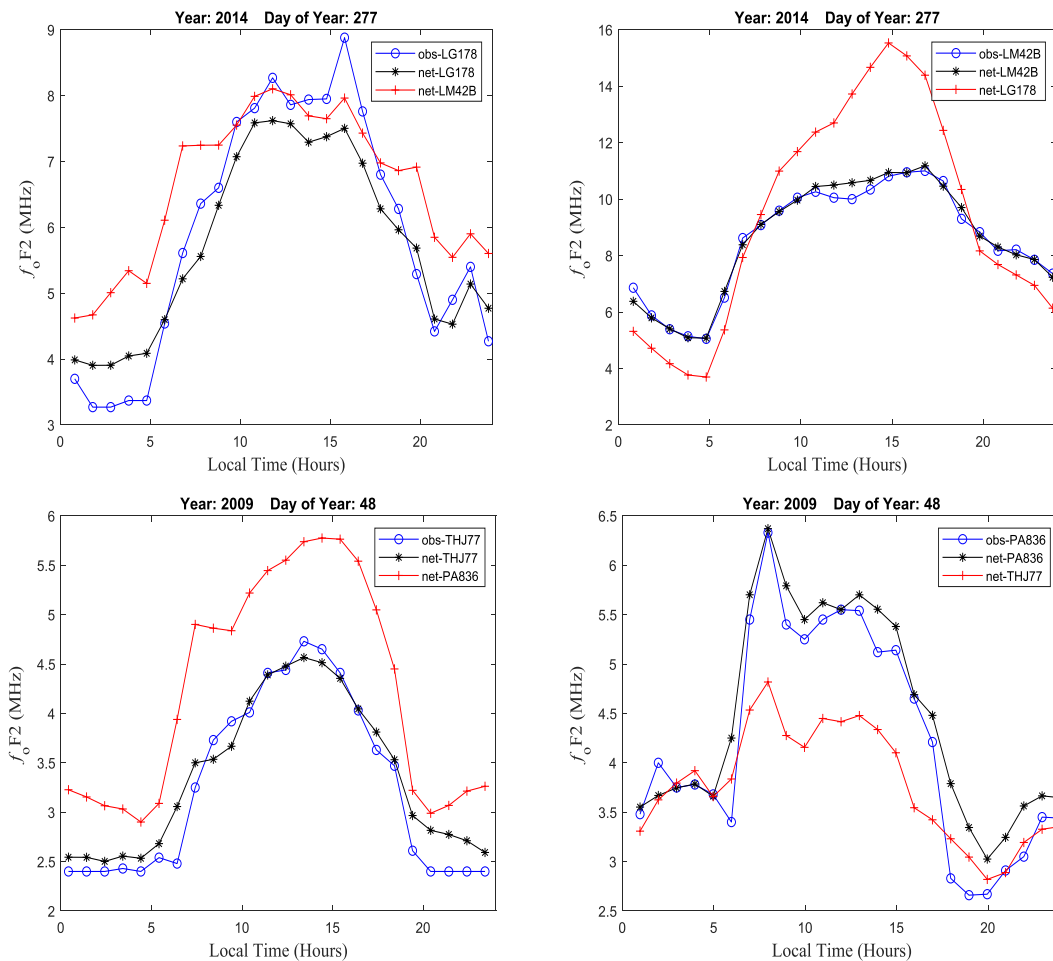 Year: 2014 Day of Year: 277
9
8
7
6
5
4
3
foF2 (MHz)
obs-LG178
net-LG178
net-LM42B
0 5 10 15 20
Local Time (Hours)
Year: 2014 Day of Year: 277
16
14
12
10
8
6
4
2
foF2 (MHz)
obs-LM42B
net-LM42B
net-LG178
0 5 10 15 20
Local Time (Hours)
Year: 2009 Day of Year: 48
6
5.5
5
4.5
4
3.5
3
2.5
2
foF2 (MHz)
obs-THJ77
net-THJ77
net-PA836
0 5 10 15 20
Local Time (Hours)
Year: 2009 Day of Year: 48
6.5
6
5.5
5
4.5
4
3.5
3
2.5
foF2 (MHz)
obs-PA836
net-PA836
net-THJ77
0 5 10 15 20
Local Time (Hours)